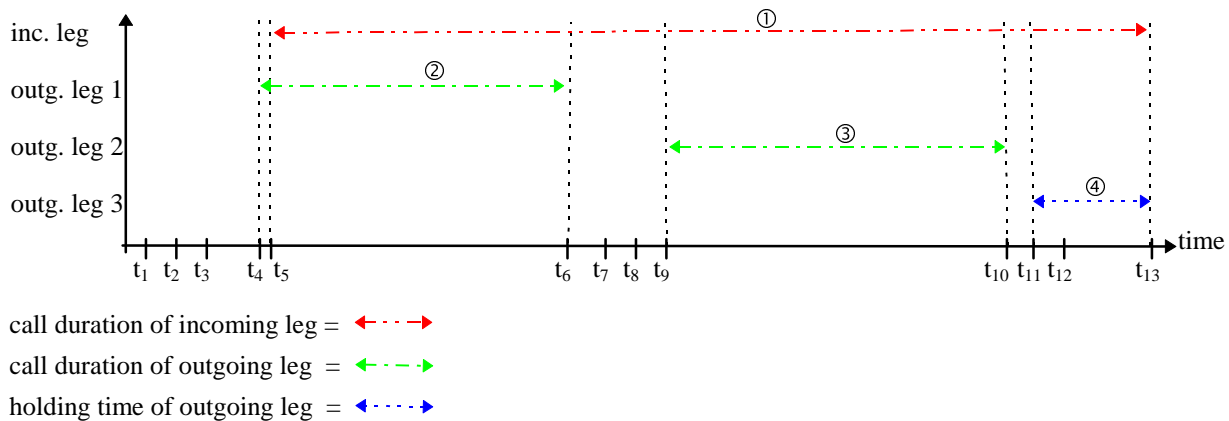 inc. leg ①
outg. leg 1 ②
outg. leg 2 ③
outg. leg 3 ④
time
t₁ t₂ t₃ t₄ t₅ t₆ t₇ t₈ t₉ t₁₀ t₁₁ t₁₂ t₁₃
call duration of incoming leg =
call duration of outgoing leg =
holding time of outgoing leg =